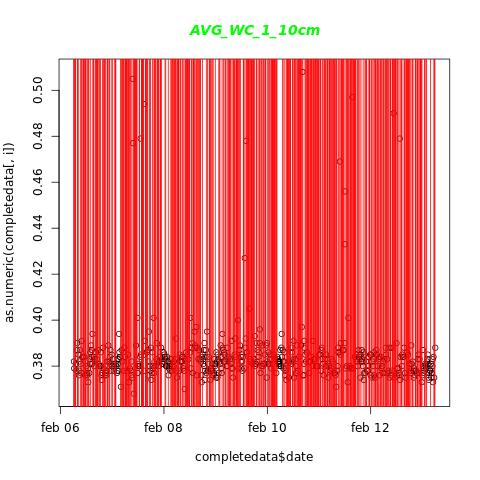 AVG_WC_1_10cm
as.numeric(completedata[, i])
0.50
0.48
0.46
0.44
0.42
0.40
0.38
feb 06 feb 08 feb 10 feb 12
completedata$date